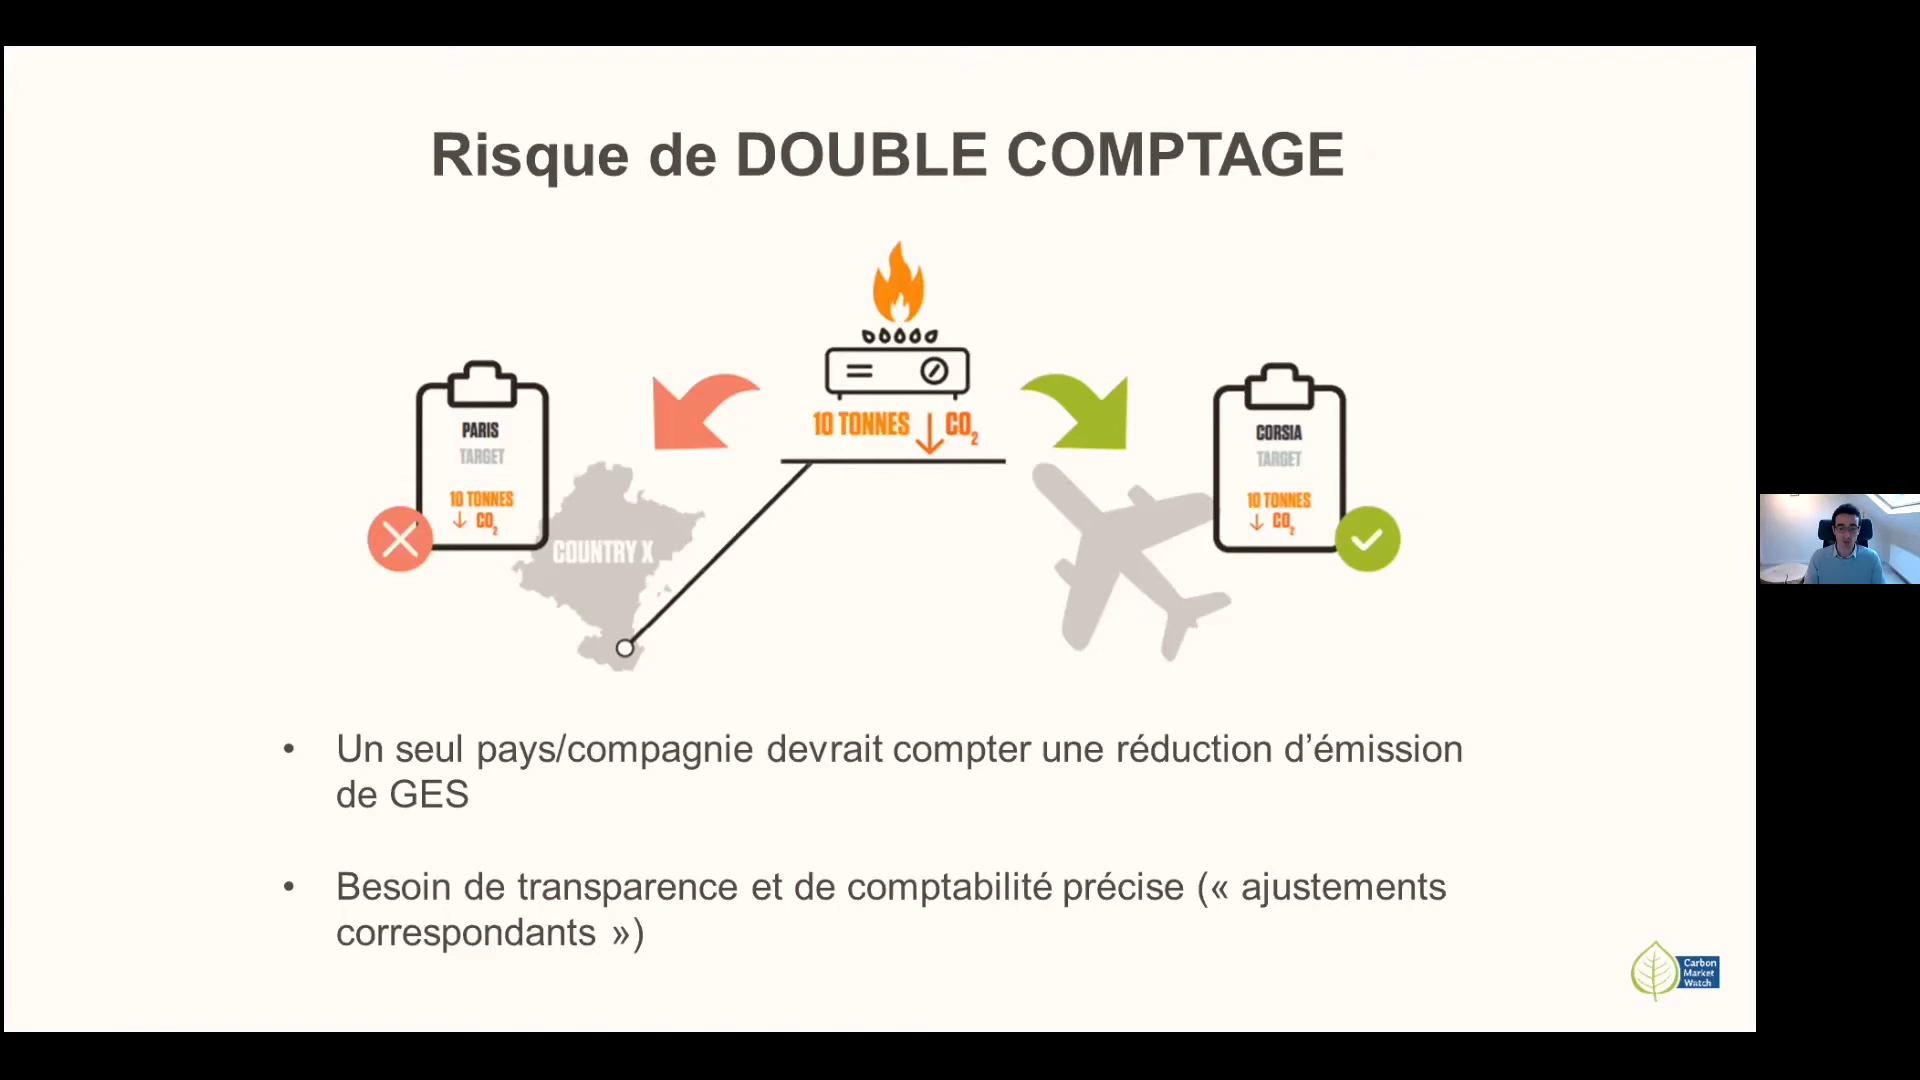 Risque de DOUBLE COMPTAGE
10 TONNES ↓ CO₂
PARIS
TARGET
10 TONNES
↓ CO₂
COUNTRY X
CORSIA
TARGET
10 TONNES
↓ CO₂
• Un seul pays/compagnie devrait compter une réduction d’émission
de GES
• Besoin de transparence et de comptabilité précise (« ajustements
correspondants »)
Carbon
Market
Watch